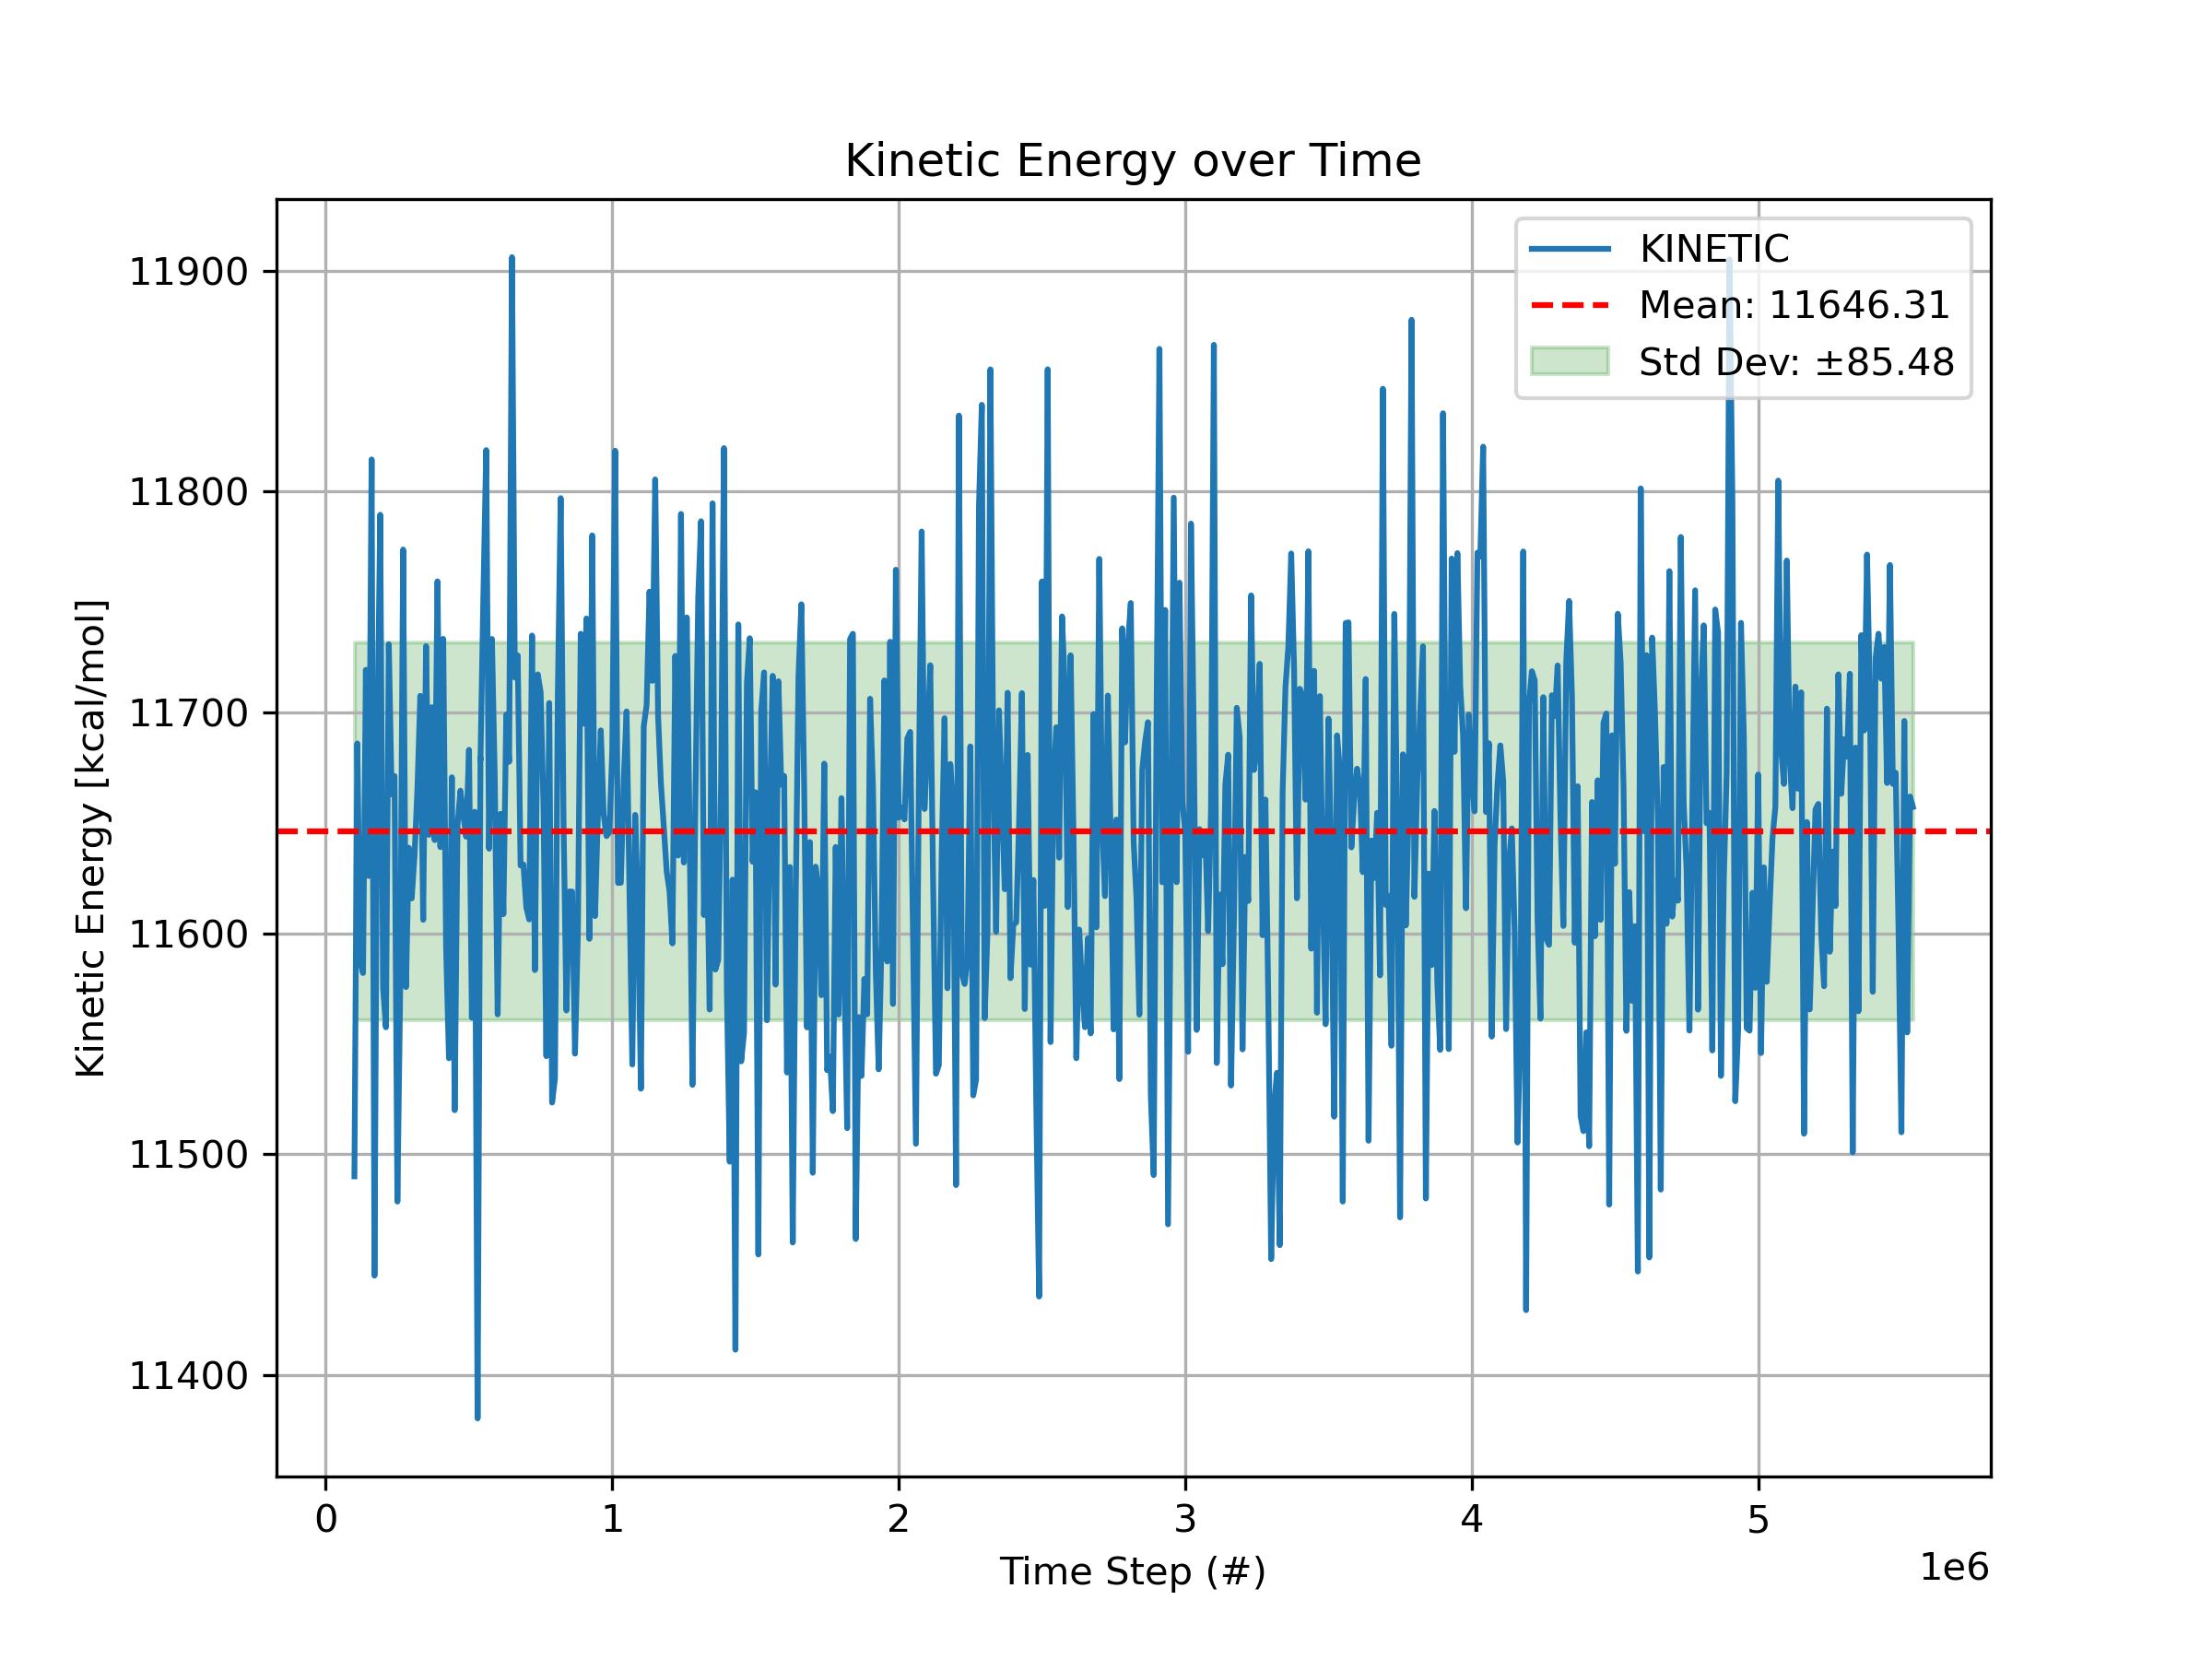 Kinetic Energy over Time
KINETIC
Mean: 11646.31
Std Dev: ±85.48
Kinetic Energy [kcal/mol]
11900
11800
11700
11600
11500
11400
0 1 2 3 4 5
1e6
Time Step (#)